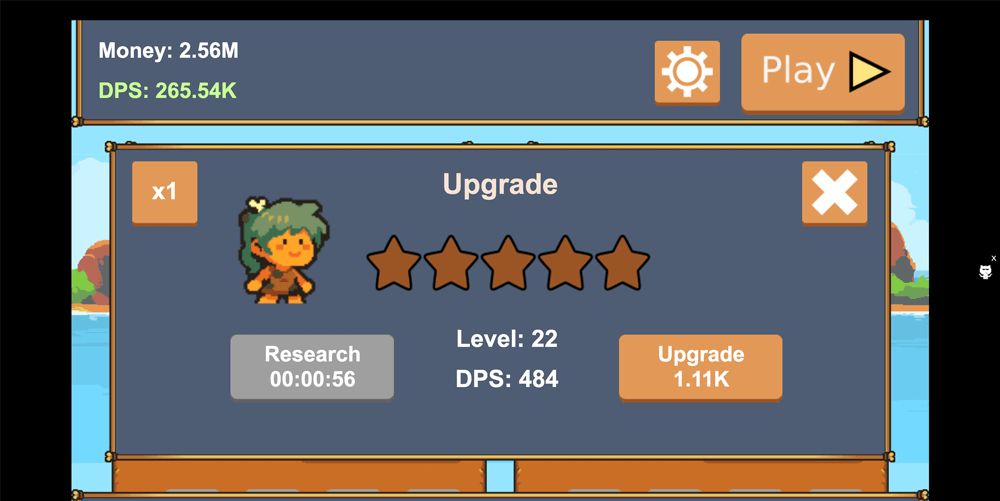 Money: 2.56M
DPS: 265.54K
Play
x1
Upgrade
Level: 22
DPS: 484
Research
00:00:56
Upgrade
1.11K
x